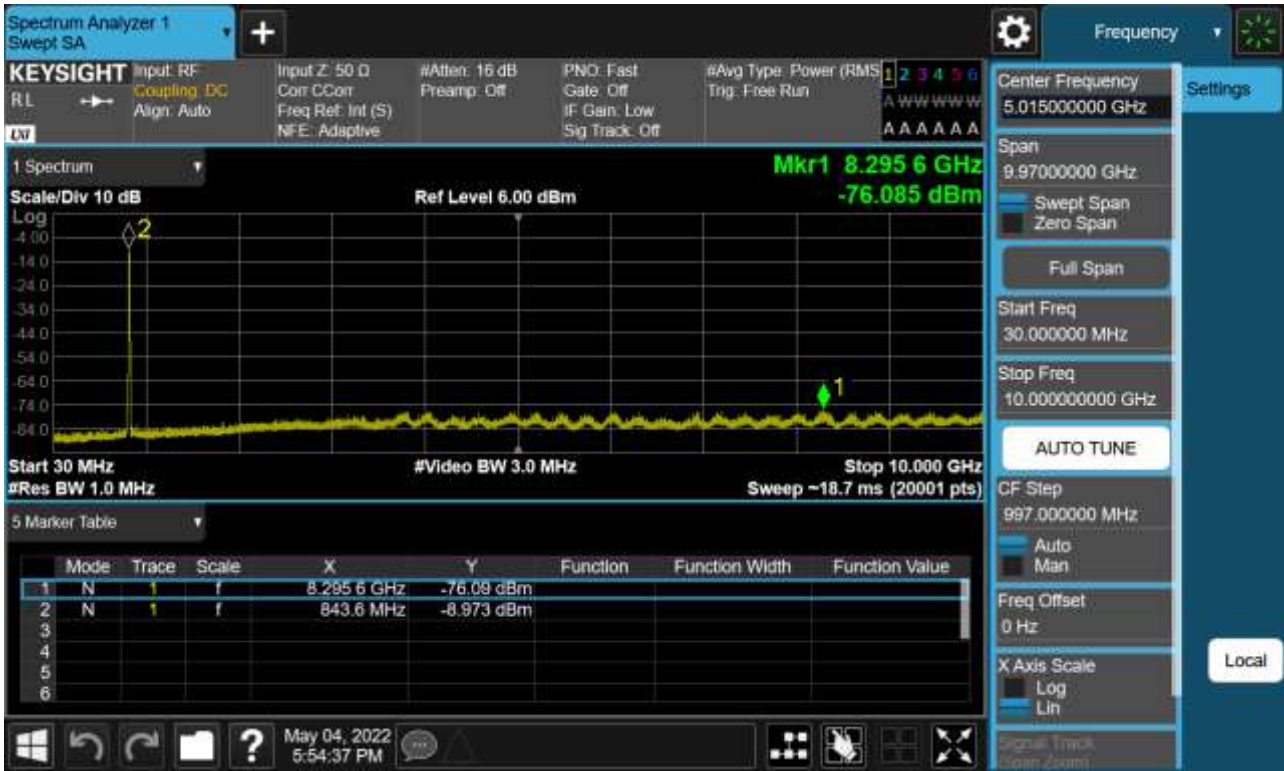 Spectrum Analyzer 1
Swept SA
+
Frequency
KEYSIGHT
RL
LXI
Input: RF
Coupling: DC
Align: Auto
Input Z: 50 Ω
Corr CCorr
Freq Ref: Int (S)
NFE: Adaptive
#Atten: 16 dB
Preamp: Off
PNO: Fast
Gate: Off
IF Gain: Low
Sig Track: Off
#Avg Type: Power (RMS
Trig: Free Run
1 2 3 4 5 6
A W W W W W
A A A A A A
1 Spectrum
Scale/Div 10 dB
Ref Level 6.00 dBm
Mkr1 8.295 6 GHz
-76.085 dBm
Log
-4.00
-14.0
-24.0
-34.0
-44.0
-54.0
-64.0
-74.0
-84.0
2
1
Start 30 MHz
#Video BW 3.0 MHz
Stop 10.000 GHz
#Res BW 1.0 MHz
Sweep ~18.7 ms (20001 pts)
5 Marker Table
Mode Trace Scale X Y Function Function Width Function Value
1 N 1 f 8.295 6 GHz -76.09 dBm
2 N 1 f 843.6 MHz -8.973 dBm
3
4
5
6
?
May 04, 2022
5:54:37 PM
Center Frequency
5.015000000 GHz
Settings
Span
9.97000000 GHz
Swept Span
Zero Span
Full Span
Start Freq
30.000000 MHz
Stop Freq
10.000000000 GHz
AUTO TUNE
CF Step
997.000000 MHz
Auto
Man
Freq Offset
0 Hz
X Axis Scale
Log
Lin
Local
Signal Track
(Span Zoom)